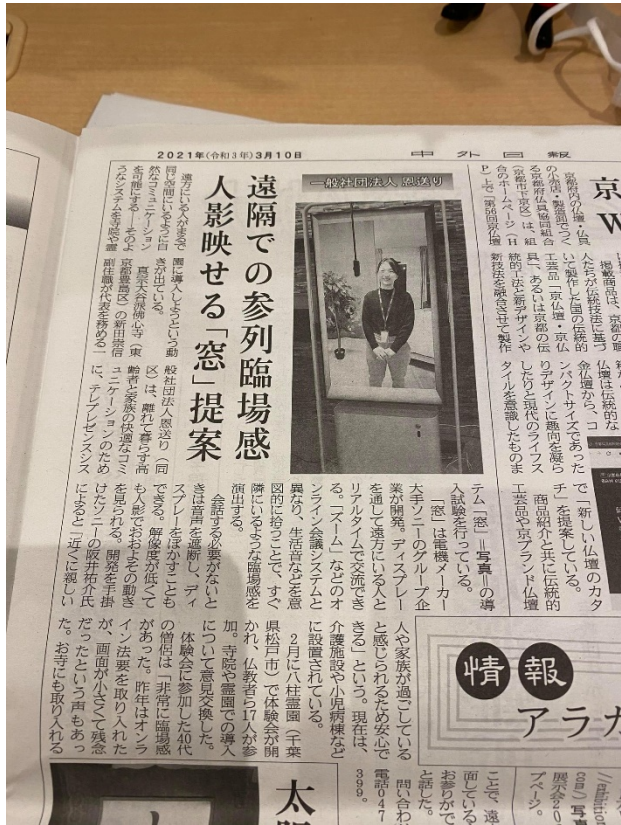 2021年(令和3年)3月10日
中外日報
京
W
京都府内の仏壇・仏具
の小売店・製造卸でつく
る京都府仏具協同組合
(京都市下京区)は、組
合のホームページ(H
P)上で「第56回京仏壇
掲載商品は、京都の職
人たちが伝統技法に基づ
いて製作した国の伝統的
工芸品「京仏壇・京仏
具」、あるいは京都の伝
統的工法と新デザインや
新技法を融合させて製作
仏壇は伝統的な
金仏壇から、コ
ンパクトサイズであった
りデザインに趣向を凝ら
したりと現代のライフス
タイルを意識したものま
で「新しい仏壇のカタ
チ」を提案している。
商品紹介と共に伝統的
工芸品や京ブランド仏壇
一般社団法人 恩送り
遠隔での参列臨場感
人影映せる「窓」提案
遠方にいる人がまるで
同じ空間にいるように自
然なコミュニケーション
を可能にする―そのよ
うなシステムを寺院や霊
園に導入しようという動
きが出ている。
真宗大谷派佛心寺(東
京都豊島区)の新田崇信
副住職が代表を務める一
般社団法人恩送り(同
区)は、離れて暮らす高
齢者と家族の快適なコミ
ュニケーションのため
に、テレプレゼンスシス
テム「窓」=写真=の導
入試験を行っている。
「窓」は電機メーカー
大手ソニーのグループ企
業が開発。ディスプレー
を通して遠方にいる人と
リアルタイムで交流でき
る。「ズーム」などのオ
ンライン会議システムと
異なり、生活音などを意
図的に拾うことで、すぐ
隣にいるような臨場感を
演出する。
会話する必要がないと
きは音声を遮断し、ディ
スプレーをぼかすことも
できる。解像度が低くて
も人影でおおよその動き
を見られる。開発を手掛
けたソニーの阪井祐介氏
によると「近くに親しい
人や家族が過ごしている
と感じられるため安心で
きる」という。現在は、
介護施設や小児病棟など
に設置されている。
2月に八柱霊園(千葉
県松戸市)で体験会が開
かれ、仏教者ら17人が参
加。寺院や霊園での導入
について意見交換した。
体験会に参加した40代
の僧侶は「非常に臨場感
があった。昨年はオンラ
イン法要を取り入れた
が、画面が小さくて残念
だったという声もあっ
た。お寺にも取り入れる
ことで、遠
面している
お参りがで
と話した。
問い合わ
電話047
399。
情報
アラカ
太